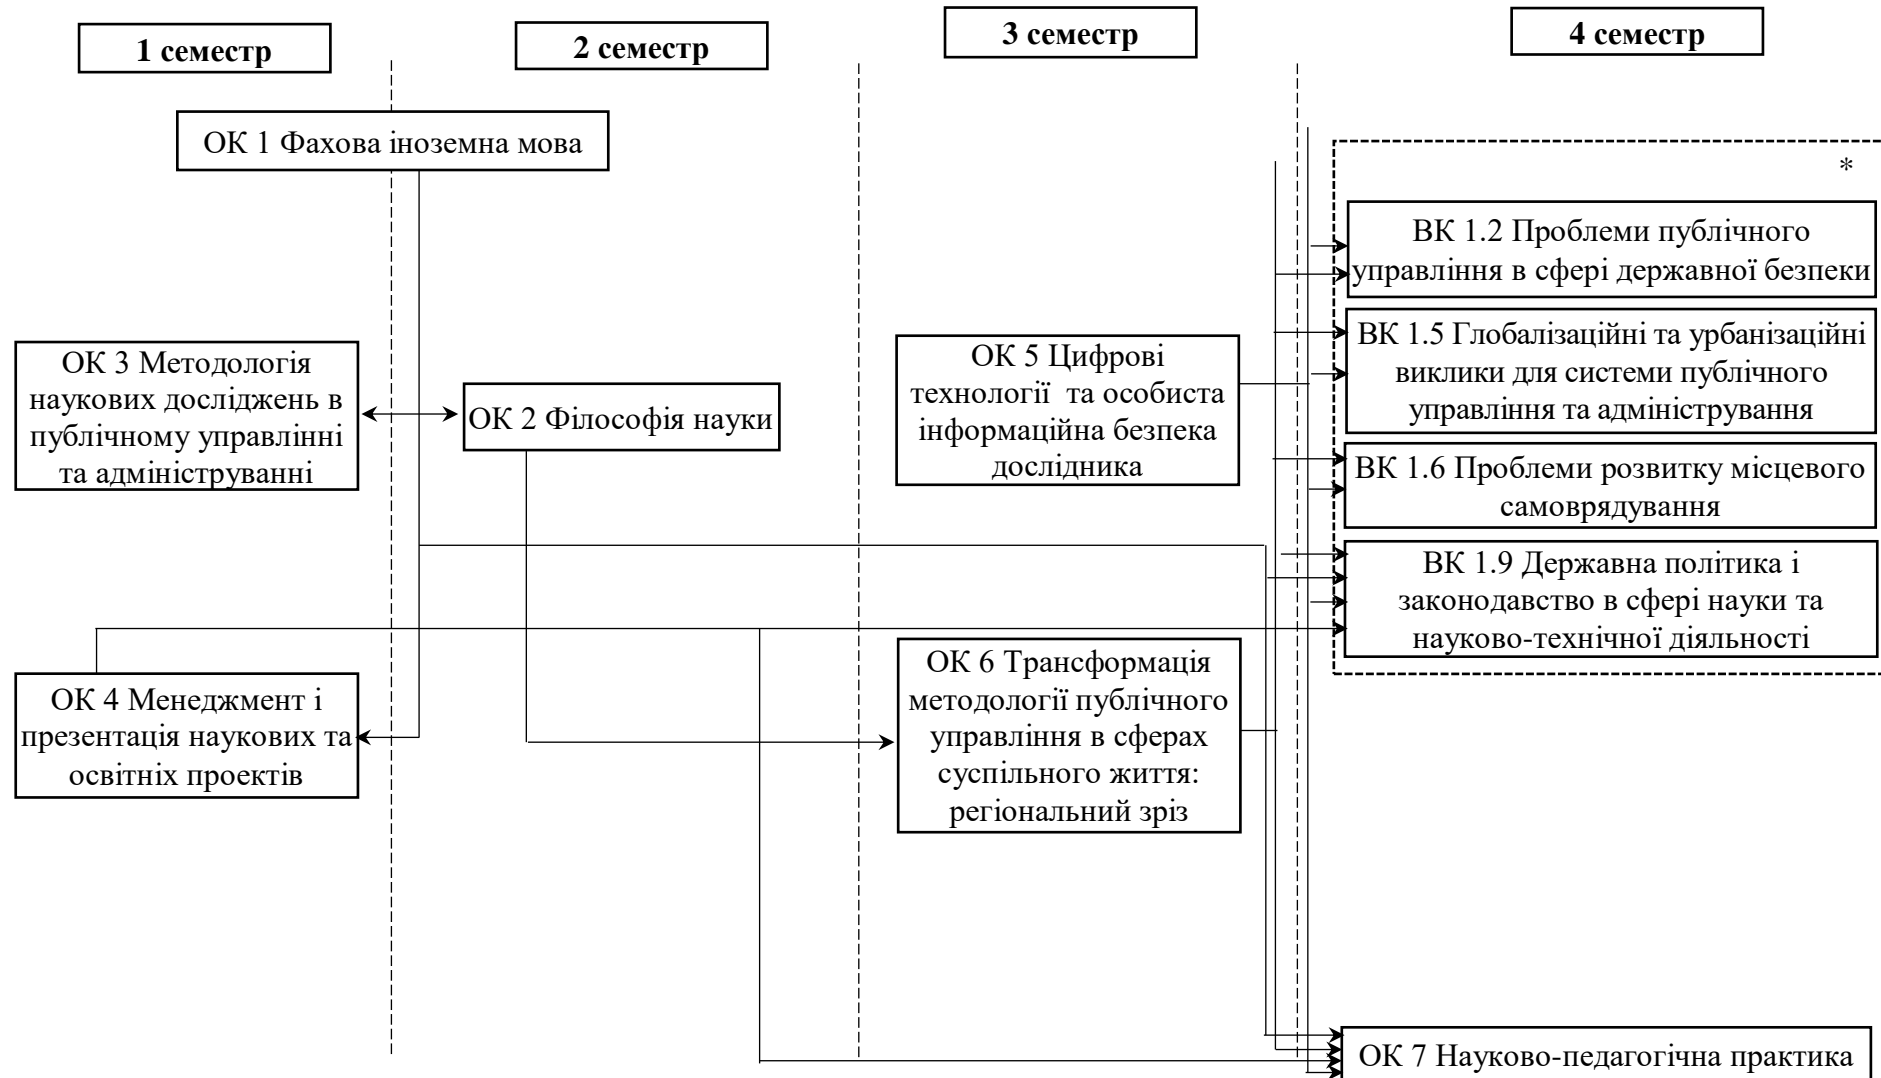 1 семестр
2 семестр
3 семестр
4 семестр
ОК 1 Фахова іноземна мова
*
ВК 1.2 Проблеми публічного
управління в сфері державної безпеки
ОК 3 Методологія
наукових досліджень в
публічному управлінні
та адмініструванні
ОК 2 Філософія науки
ОК 5 Цифрові
технології та особиста
інформаційна безпека
дослідника
ВК 1.5 Глобалізаційні та урбанізаційні
виклики для системи публічного
управління та адміністрування
ВК 1.6 Проблеми розвитку місцевого
самоврядування
ВК 1.9 Державна політика і
законодавство в сфері науки та
науково-технічної діяльності
ОК 4 Менеджмент і
презентація наукових та
освітніх проектів
ОК 6 Трансформація
методології публічного
управління в сферах
суспільного життя:
регіональний зріз
ОК 7 Науково-педагогічна практика